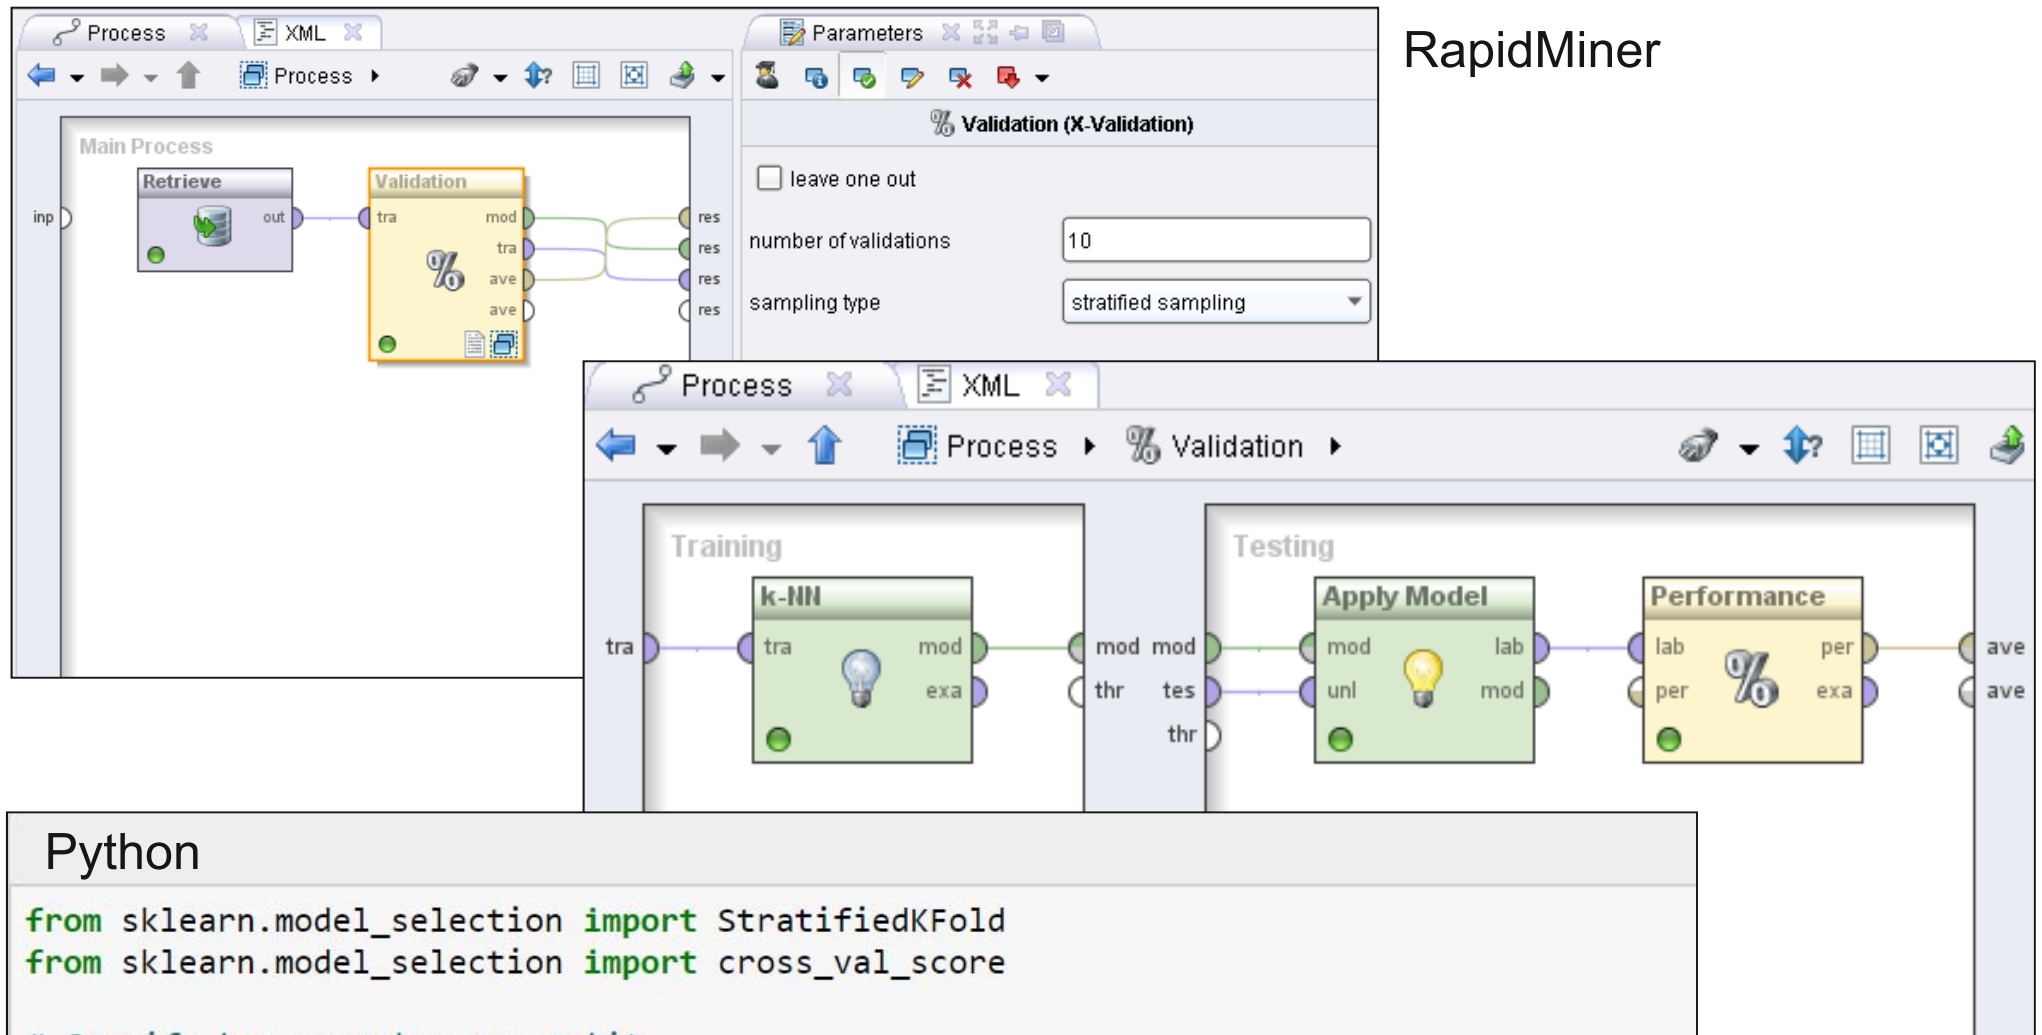 Process
XML
Parameters
RapidMiner
Process
Validation (X-Validation)
Main Process
leave one out
Retrieve
Validation
inp
out
tra
mod
res
number of validations
10
tra
res
ave
res
ave
res
sampling type
stratified sampling
Process
XML
Process
Validation
Training
Testing
k-NN
Apply Model
Performance
tra
tra
mod
mod
mod
mod
lab
lab
per
ave
exa
thr
tes
unl
mod
per
exa
ave
thr
Python
from sklearn.model_selection import StratifiedKFold
from sklearn.model_selection import cross_val_score